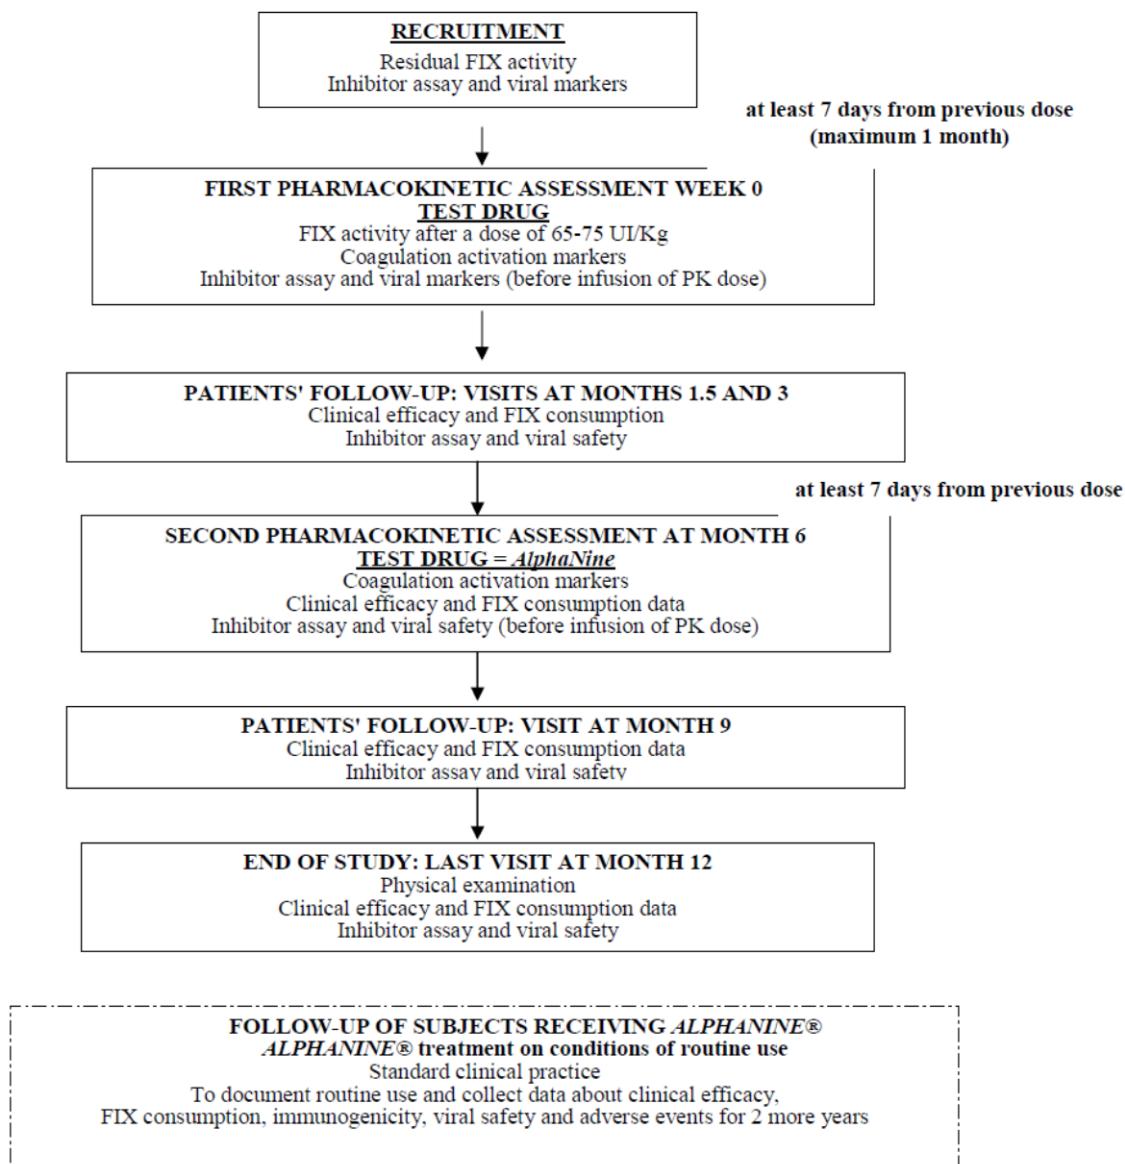 RECRUITMENT
Residual FIX activity
Inhibitor assay and viral markers
at least 7 days from previous dose
(maximum 1 month)
FIRST PHARMACOKINETIC ASSESSMENT WEEK 0
TEST DRUG
FIX activity after a dose of 65-75 UI/Kg
Coagulation activation markers
Inhibitor assay and viral markers (before infusion of PK dose)
PATIENTS' FOLLOW-UP: VISITS AT MONTHS 1.5 AND 3
Clinical efficacy and FIX consumption
Inhibitor assay and viral safety
at least 7 days from previous dose
SECOND PHARMACOKINETIC ASSESSMENT AT MONTH 6
TEST DRUG = AlphaNine
Coagulation activation markers
Clinical efficacy and FIX consumption data
Inhibitor assay and viral safety (before infusion of PK dose)
PATIENTS' FOLLOW-UP: VISIT AT MONTH 9
Clinical efficacy and FIX consumption data
Inhibitor assay and viral safety
END OF STUDY: LAST VISIT AT MONTH 12
Physical examination
Clinical efficacy and FIX consumption data
Inhibitor assay and viral safety
FOLLOW-UP OF SUBJECTS RECEIVING ALPHANINE®
ALPHANINE® treatment on conditions of routine use
Standard clinical practice
To document routine use and collect data about clinical efficacy,
FIX consumption, immunogenicity, viral safety and adverse events for 2 more years